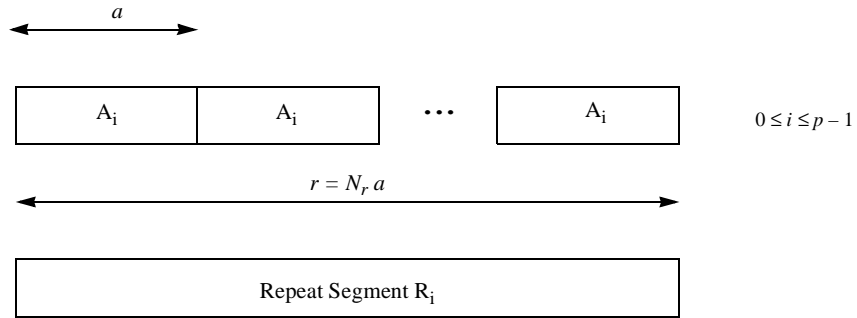 a
A_i A_i ... A_i 0 ≤ i ≤ p – 1
r = N_r a
Repeat Segment R_i